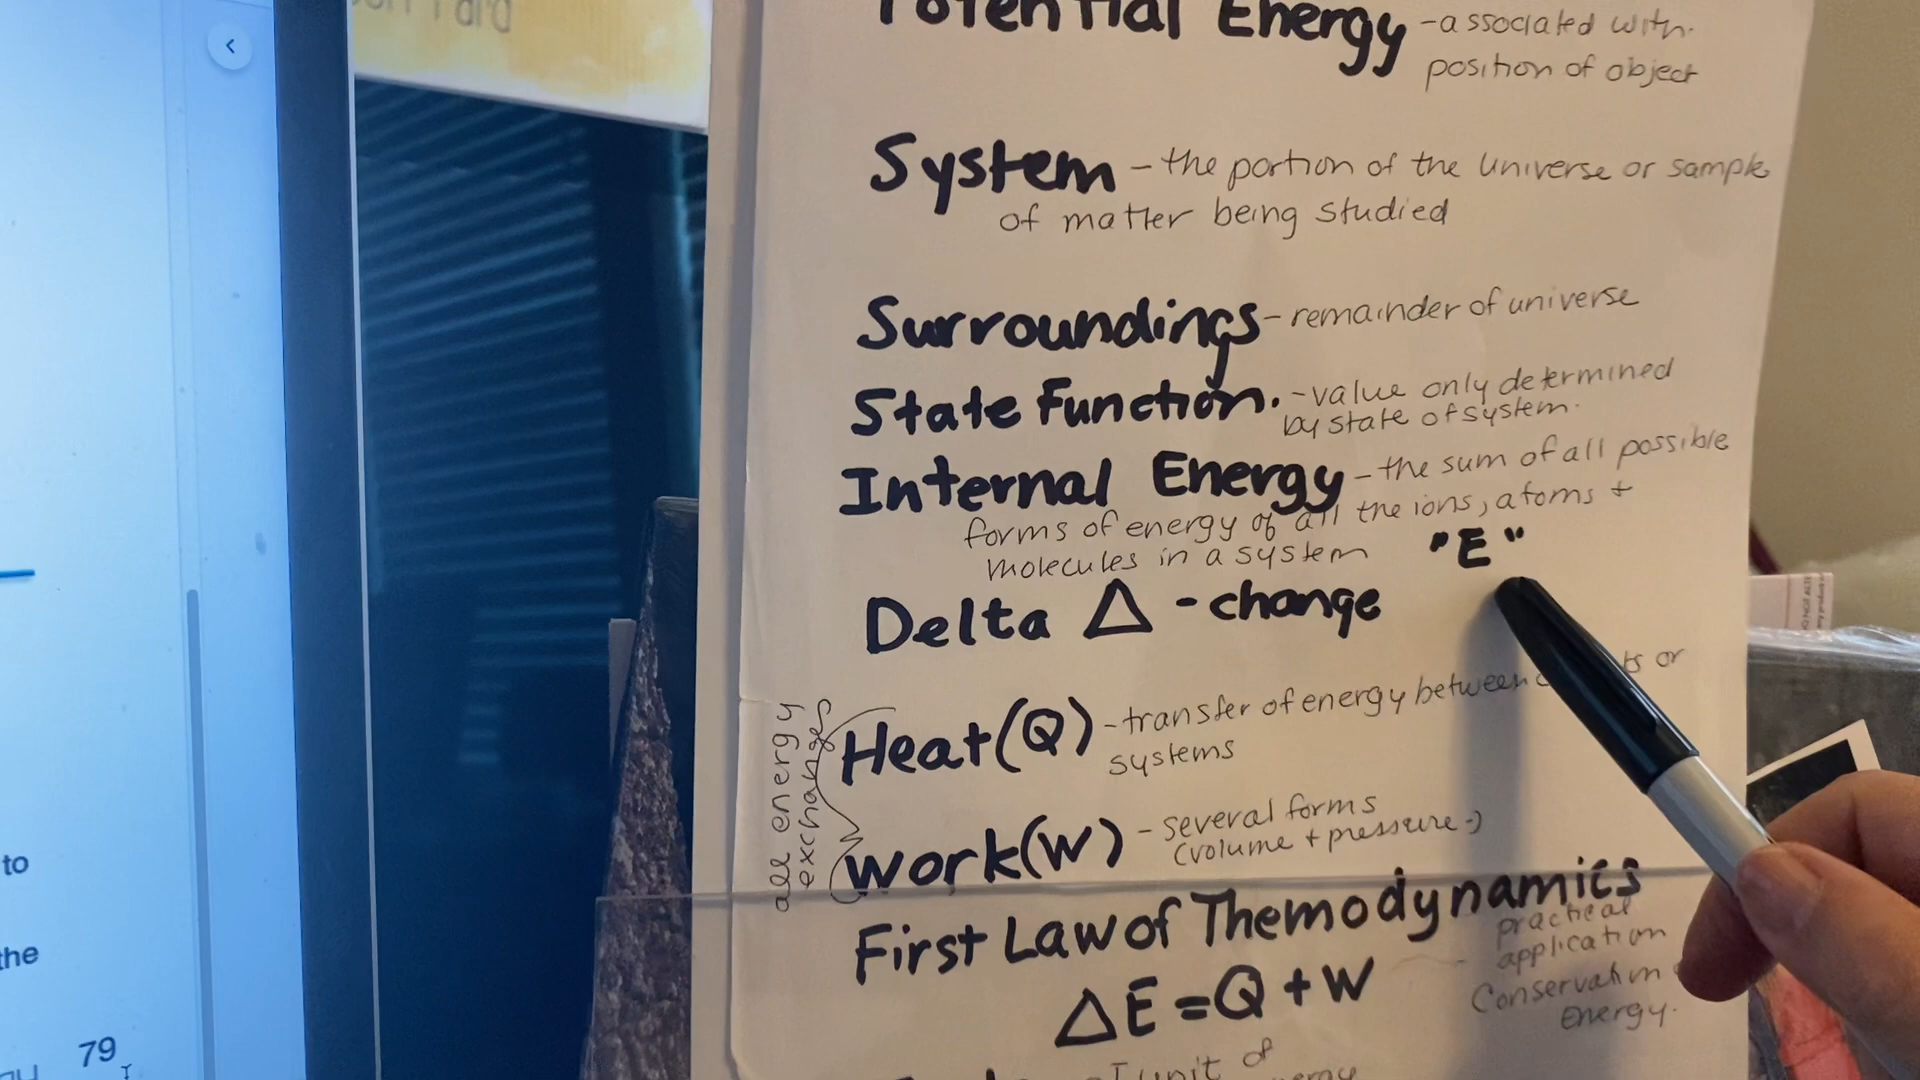 Potential Energy - associated with
position of object
System - the portion of the universe or sample
of matter being studied
Surroundings - remainder of universe
State Function. - value only determined
by state of system.
Internal Energy - the sum of all possible
forms of energy of all the ions, atoms +
molecules in a system "E"
Delta Δ - change
Heat (Q) - transfer of energy between or
systems
all energy
exchanges
Work (W) - several forms
(volume + pressure -)
First Law of Themodynamics
practical
application
ΔE = Q + W
Conservation
Energy.
unit of
to
the
79